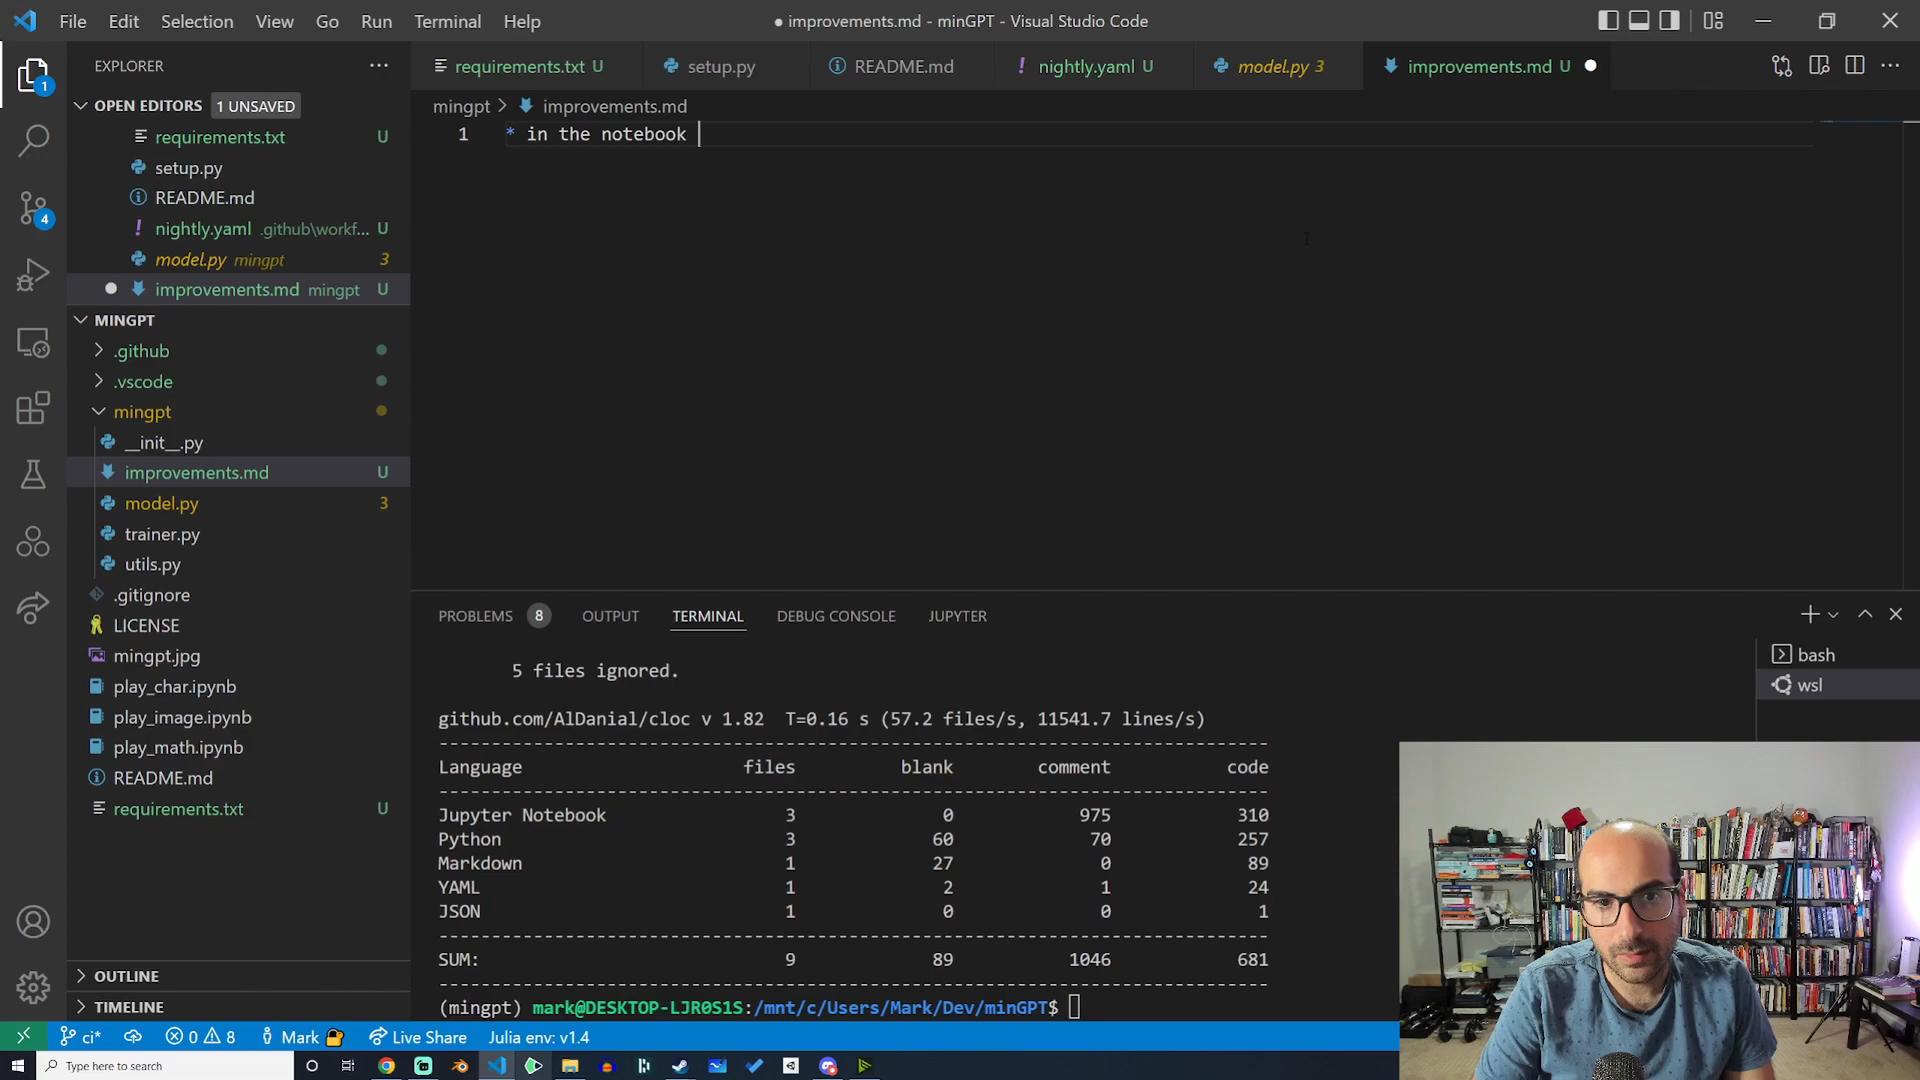 File Edit Selection View Go Run Terminal Help
● improvements.md - minGPT - Visual Studio Code
EXPLORER
requirements.txt U
setup.py
README.md
! nightly.yaml U
model.py 3
improvements.md U
OPEN EDITORS 1 UNSAVED
requirements.txt U
setup.py
README.md
! nightly.yaml .github\workf... U
model.py mingpt 3
improvements.md mingpt U
MINGPT
.github
.vscode
mingpt
__init__.py
improvements.md U
model.py 3
trainer.py
utils.py
.gitignore
LICENSE
mingpt.jpg
play_char.ipynb
play_image.ipynb
play_math.ipynb
README.md
requirements.txt U
OUTLINE
TIMELINE
1
4
mingpt > improvements.md
1 * in the notebook
PROBLEMS 8 OUTPUT TERMINAL DEBUG CONSOLE JUPYTER
bash
wsl
5 files ignored.
github.com/AlDanial/cloc v 1.82 T=0.16 s (57.2 files/s, 11541.7 lines/s)
-------------------------------------------------------------------------------
Language files blank comment code
-------------------------------------------------------------------------------
Jupyter Notebook 3 0 975 310
Python 3 60 70 257
Markdown 1 27 0 89
YAML 1 2 1 24
JSON 1 0 0 1
-------------------------------------------------------------------------------
SUM: 9 89 1046 681
-------------------------------------------------------------------------------
(mingpt) mark@DESKTOP-LJR0S1S:/mnt/c/Users/Mark/Dev/minGPT$
ci* 0 8 Mark Live Share Julia env: v1.4
Type here to search